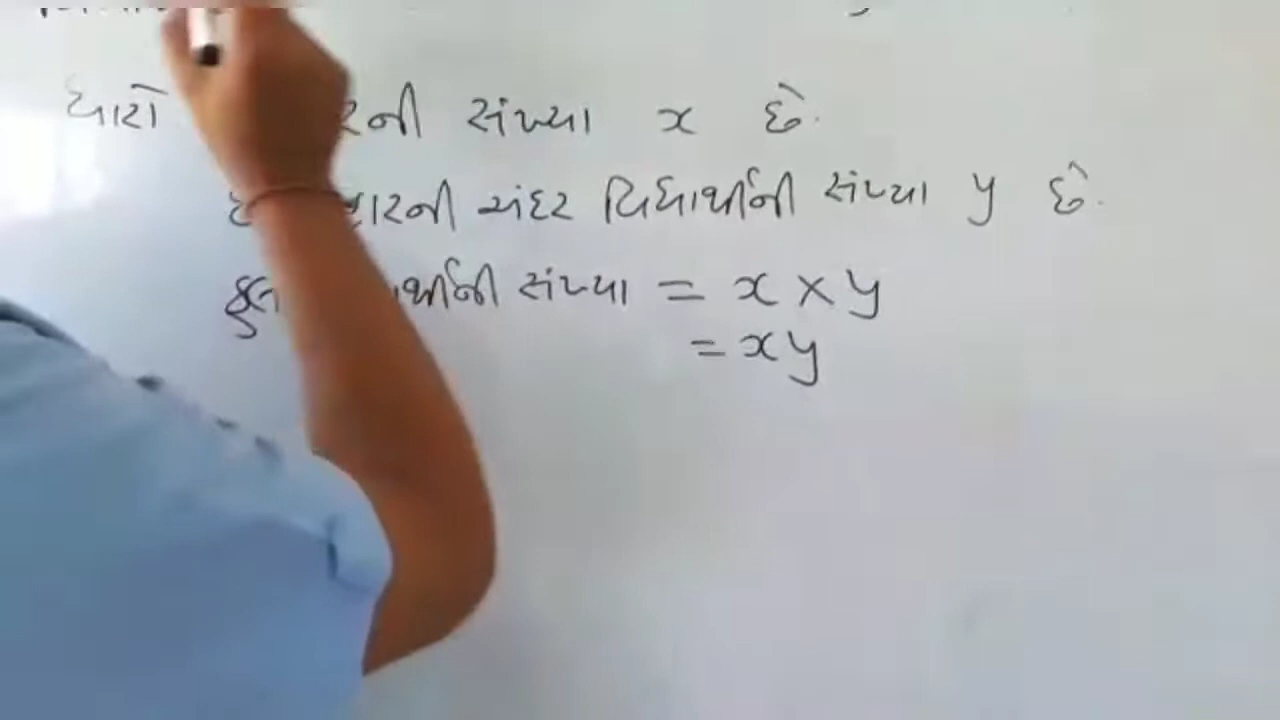 ધારો રની સંખ્યા x છે.
હારની અંદર વિદ્યાર્થીની સંખ્યા y છે.
કુલ ર્થીની સંખ્યા = x × y
= xy